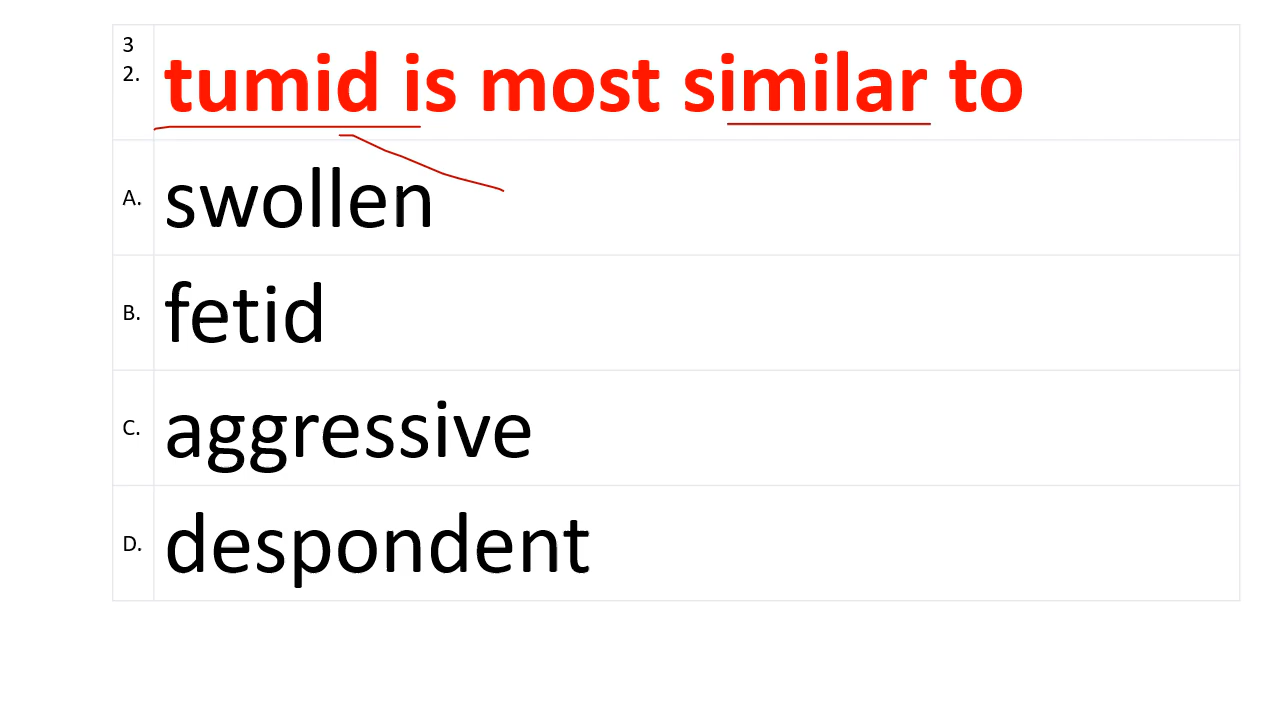 32. tumid is most similar to
A. swollen
B. fetid
C. aggressive
D. despondent